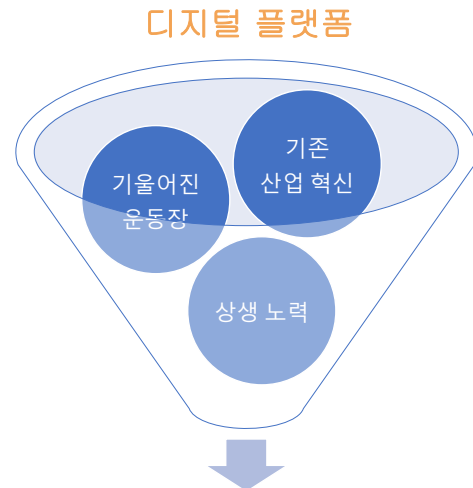 디지털 플랫폼
기존
산업 혁신
기울어진
운동장
상생 노력